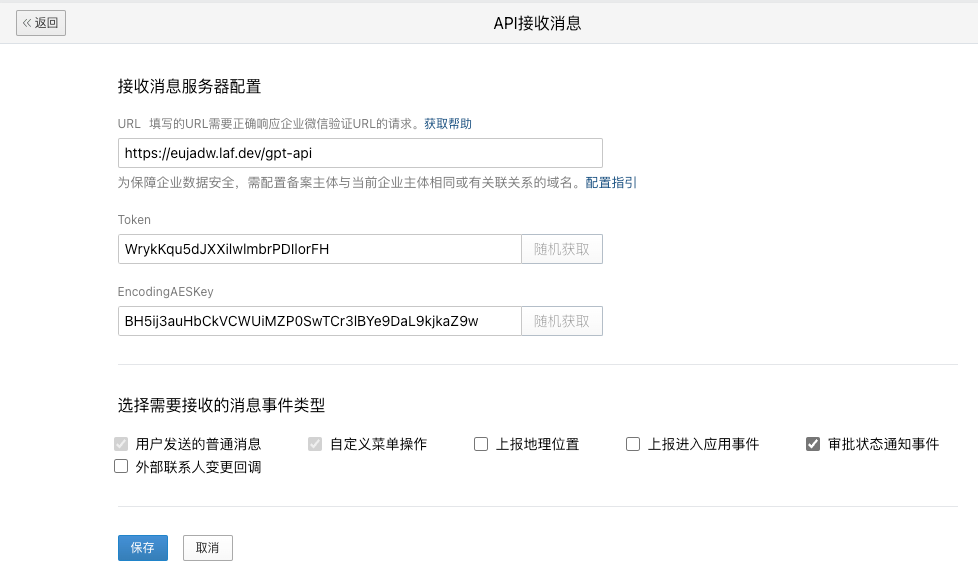 返回
API接收消息
接收消息服务器配置
URL 填写的URL需要正确响应企业微信验证URL的请求。获取帮助
https://eujadw.laf.dev/gpt-api
为保障企业数据安全，需配置备案主体与当前企业主体相同或有关联关系的域名。配置指引
Token
WrykKqu5dJXXilwlmbrPDIlorFH 随机获取
EncodingAESKey
BH5ij3auHbCkVCWUiMZP0SwTCr3lBYe9DaL9kjkaZ9w 随机获取
选择需要接收的消息事件类型
用户发送的普通消息 自定义菜单操作 上报地理位置 上报进入应用事件 审批状态通知事件
外部联系人变更回调
保存 取消